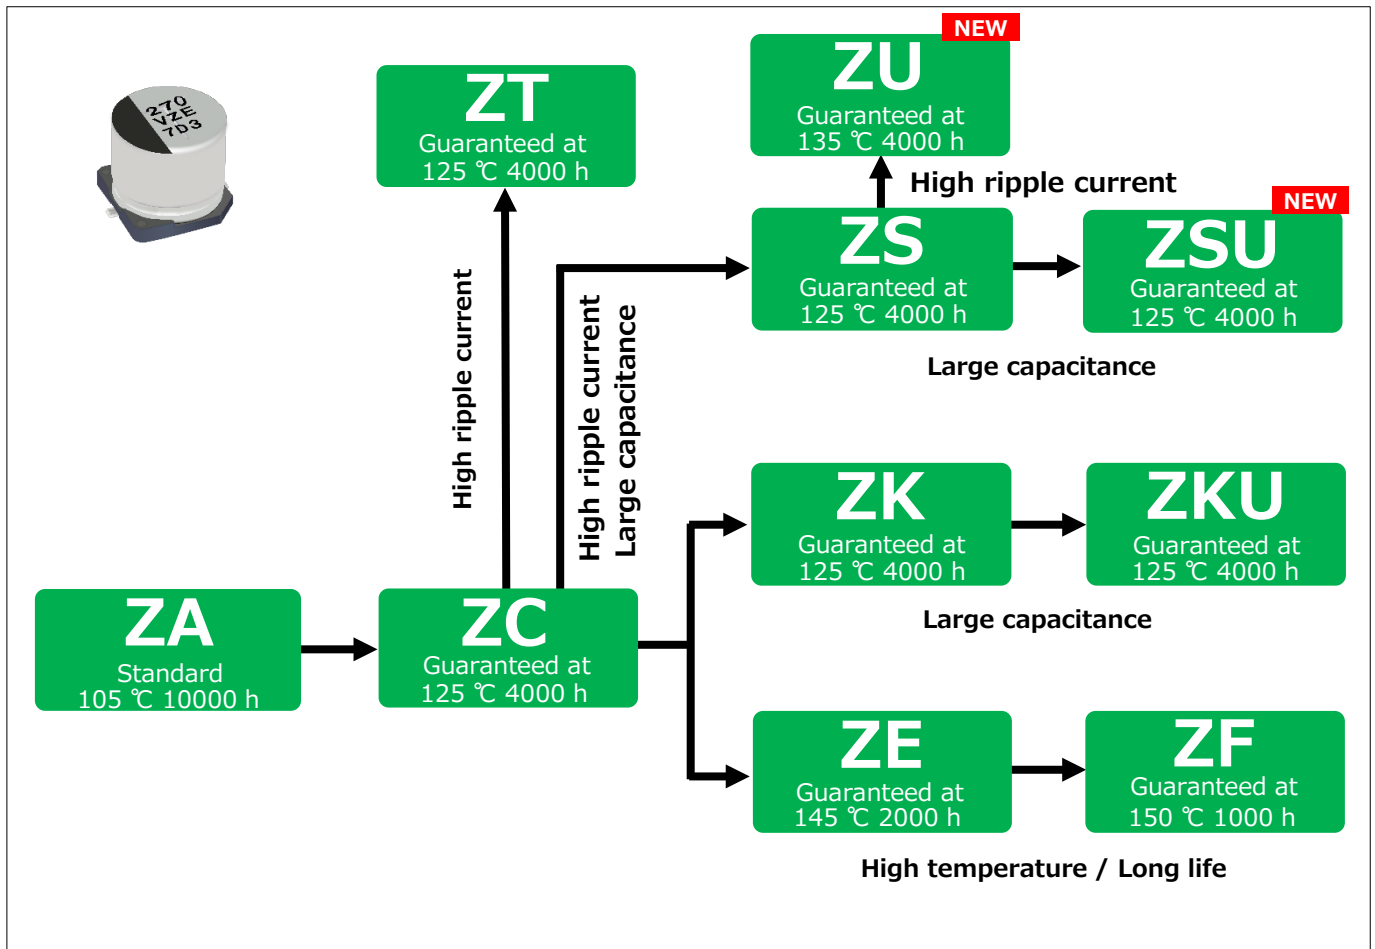 270
VZE
7D3
ZT
Guaranteed at
125 ℃ 4000 h
NEW
ZU
Guaranteed at
135 ℃ 4000 h
High ripple current
ZS
Guaranteed at
125 ℃ 4000 h
NEW
ZSU
Guaranteed at
125 ℃ 4000 h
Large capacitance
High ripple current
High ripple current
Large capacitance
ZK
Guaranteed at
125 ℃ 4000 h
ZKU
Guaranteed at
125 ℃ 4000 h
Large capacitance
ZA
Standard
105 ℃ 10000 h
ZC
Guaranteed at
125 ℃ 4000 h
ZE
Guaranteed at
145 ℃ 2000 h
ZF
Guaranteed at
150 ℃ 1000 h
High temperature / Long life